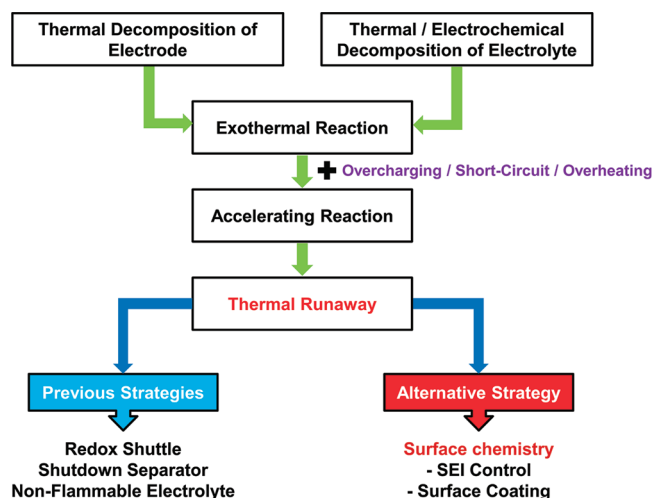 Thermal Decomposition of
Electrode
Thermal / Electrochemical
Decomposition of Electrolyte
Exothermal Reaction
+ Overcharging / Short-Circuit / Overheating
Accelerating Reaction
Thermal Runaway
Previous Strategies
Redox Shuttle
Shutdown Separator
Non-Flammable Electrolyte
Alternative Strategy
Surface chemistry
- SEI Control
- Surface Coating